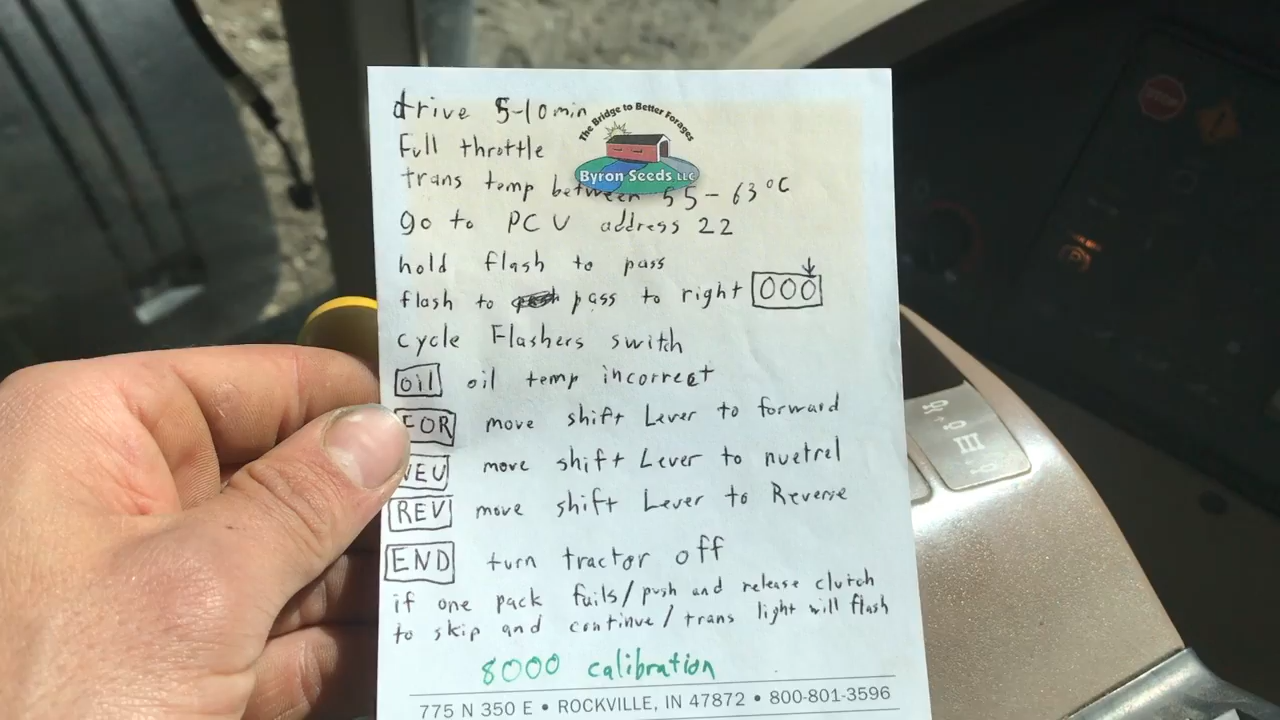 drive 5-10 min
The Bridge to Better Forages
Full throttle
Byron Seeds LLC
trans temp between 55-63°C
go to PCU address 22
hold flash to pass
flash to pass to right 000
cycle Flashers swith
OIL oil temp incorrect
FOR move shift Lever to forward
NEU move shift Lever to nuetrel
REV move shift Lever to Reverse
END turn tractor off
if one pack fails/push and release clutch
to skip and continue/trans light will flash
8000 calibration
775 N 350 E • ROCKVILLE, IN 47872 • 800-801-3596
III